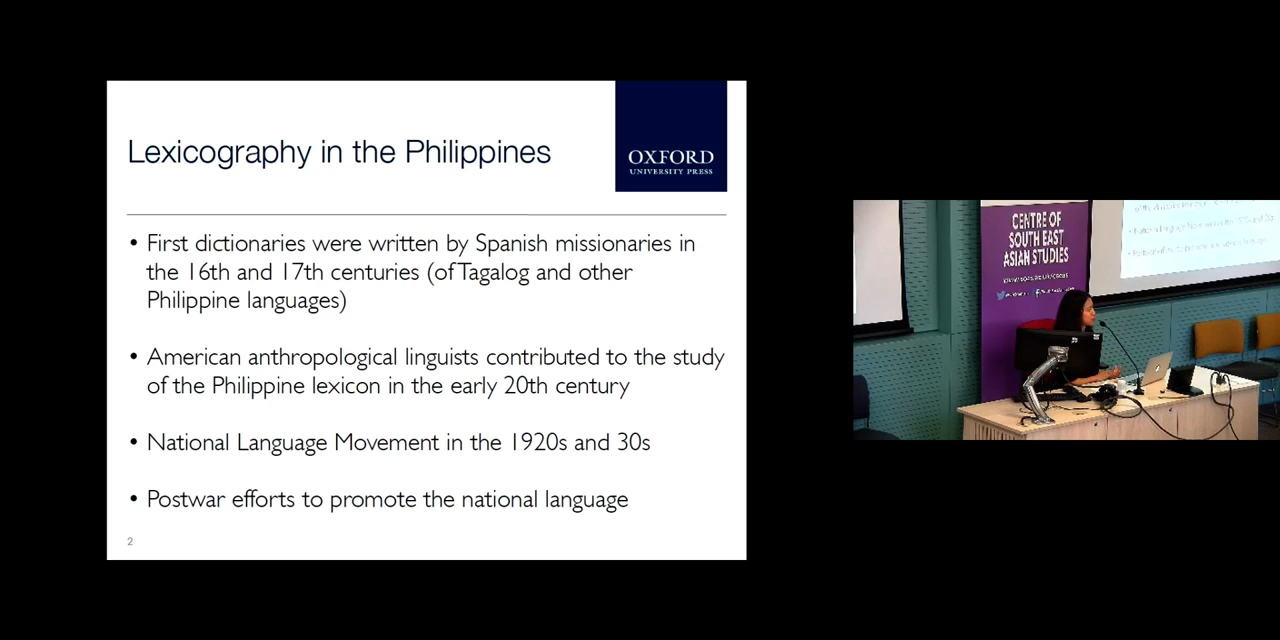 Lexicography in the Philippines
OXFORD
UNIVERSITY PRESS
• First dictionaries were written by Spanish missionaries in
the 16th and 17th centuries (of Tagalog and other
Philippine languages)
• American anthropological linguists contributed to the study
of the Philippine lexicon in the early 20th century
• National Language Movement in the 1920s and 30s
• Postwar efforts to promote the national language
2
CENTRE OF
SOUTH EAST
ASIAN STUDIES